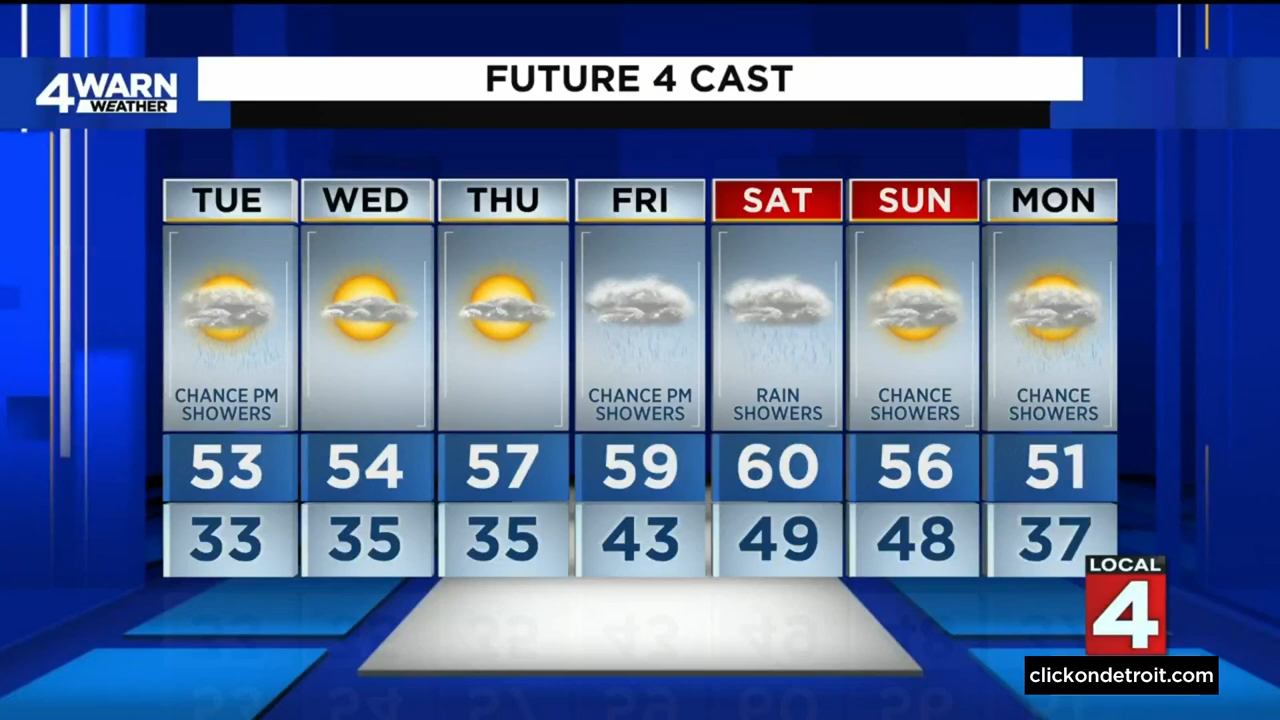 4WARN
WEATHER
FUTURE 4 CAST
TUE WED THU FRI SAT SUN MON
CHANCE PM
SHOWERS
CHANCE PM
SHOWERS
RAIN
SHOWERS
CHANCE
SHOWERS
CHANCE
SHOWERS
53 54 57 59 60 56 51
33 35 35 43 49 48 37
LOCAL
4
clickondetroit.com